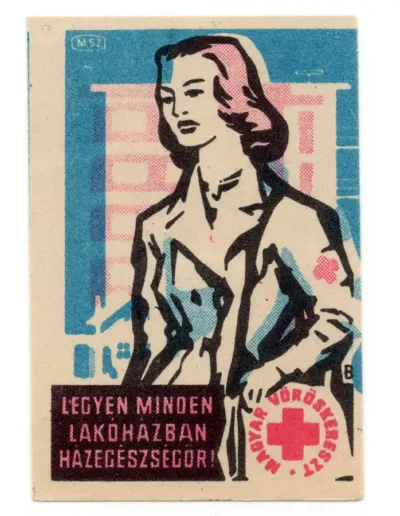 MSZ
LEGYEN MINDEN
LAKÓHÁZBAN
HÁZEGÉSZSÉGŐR!
MAGYAR VÖRÖSKERESZT •
B